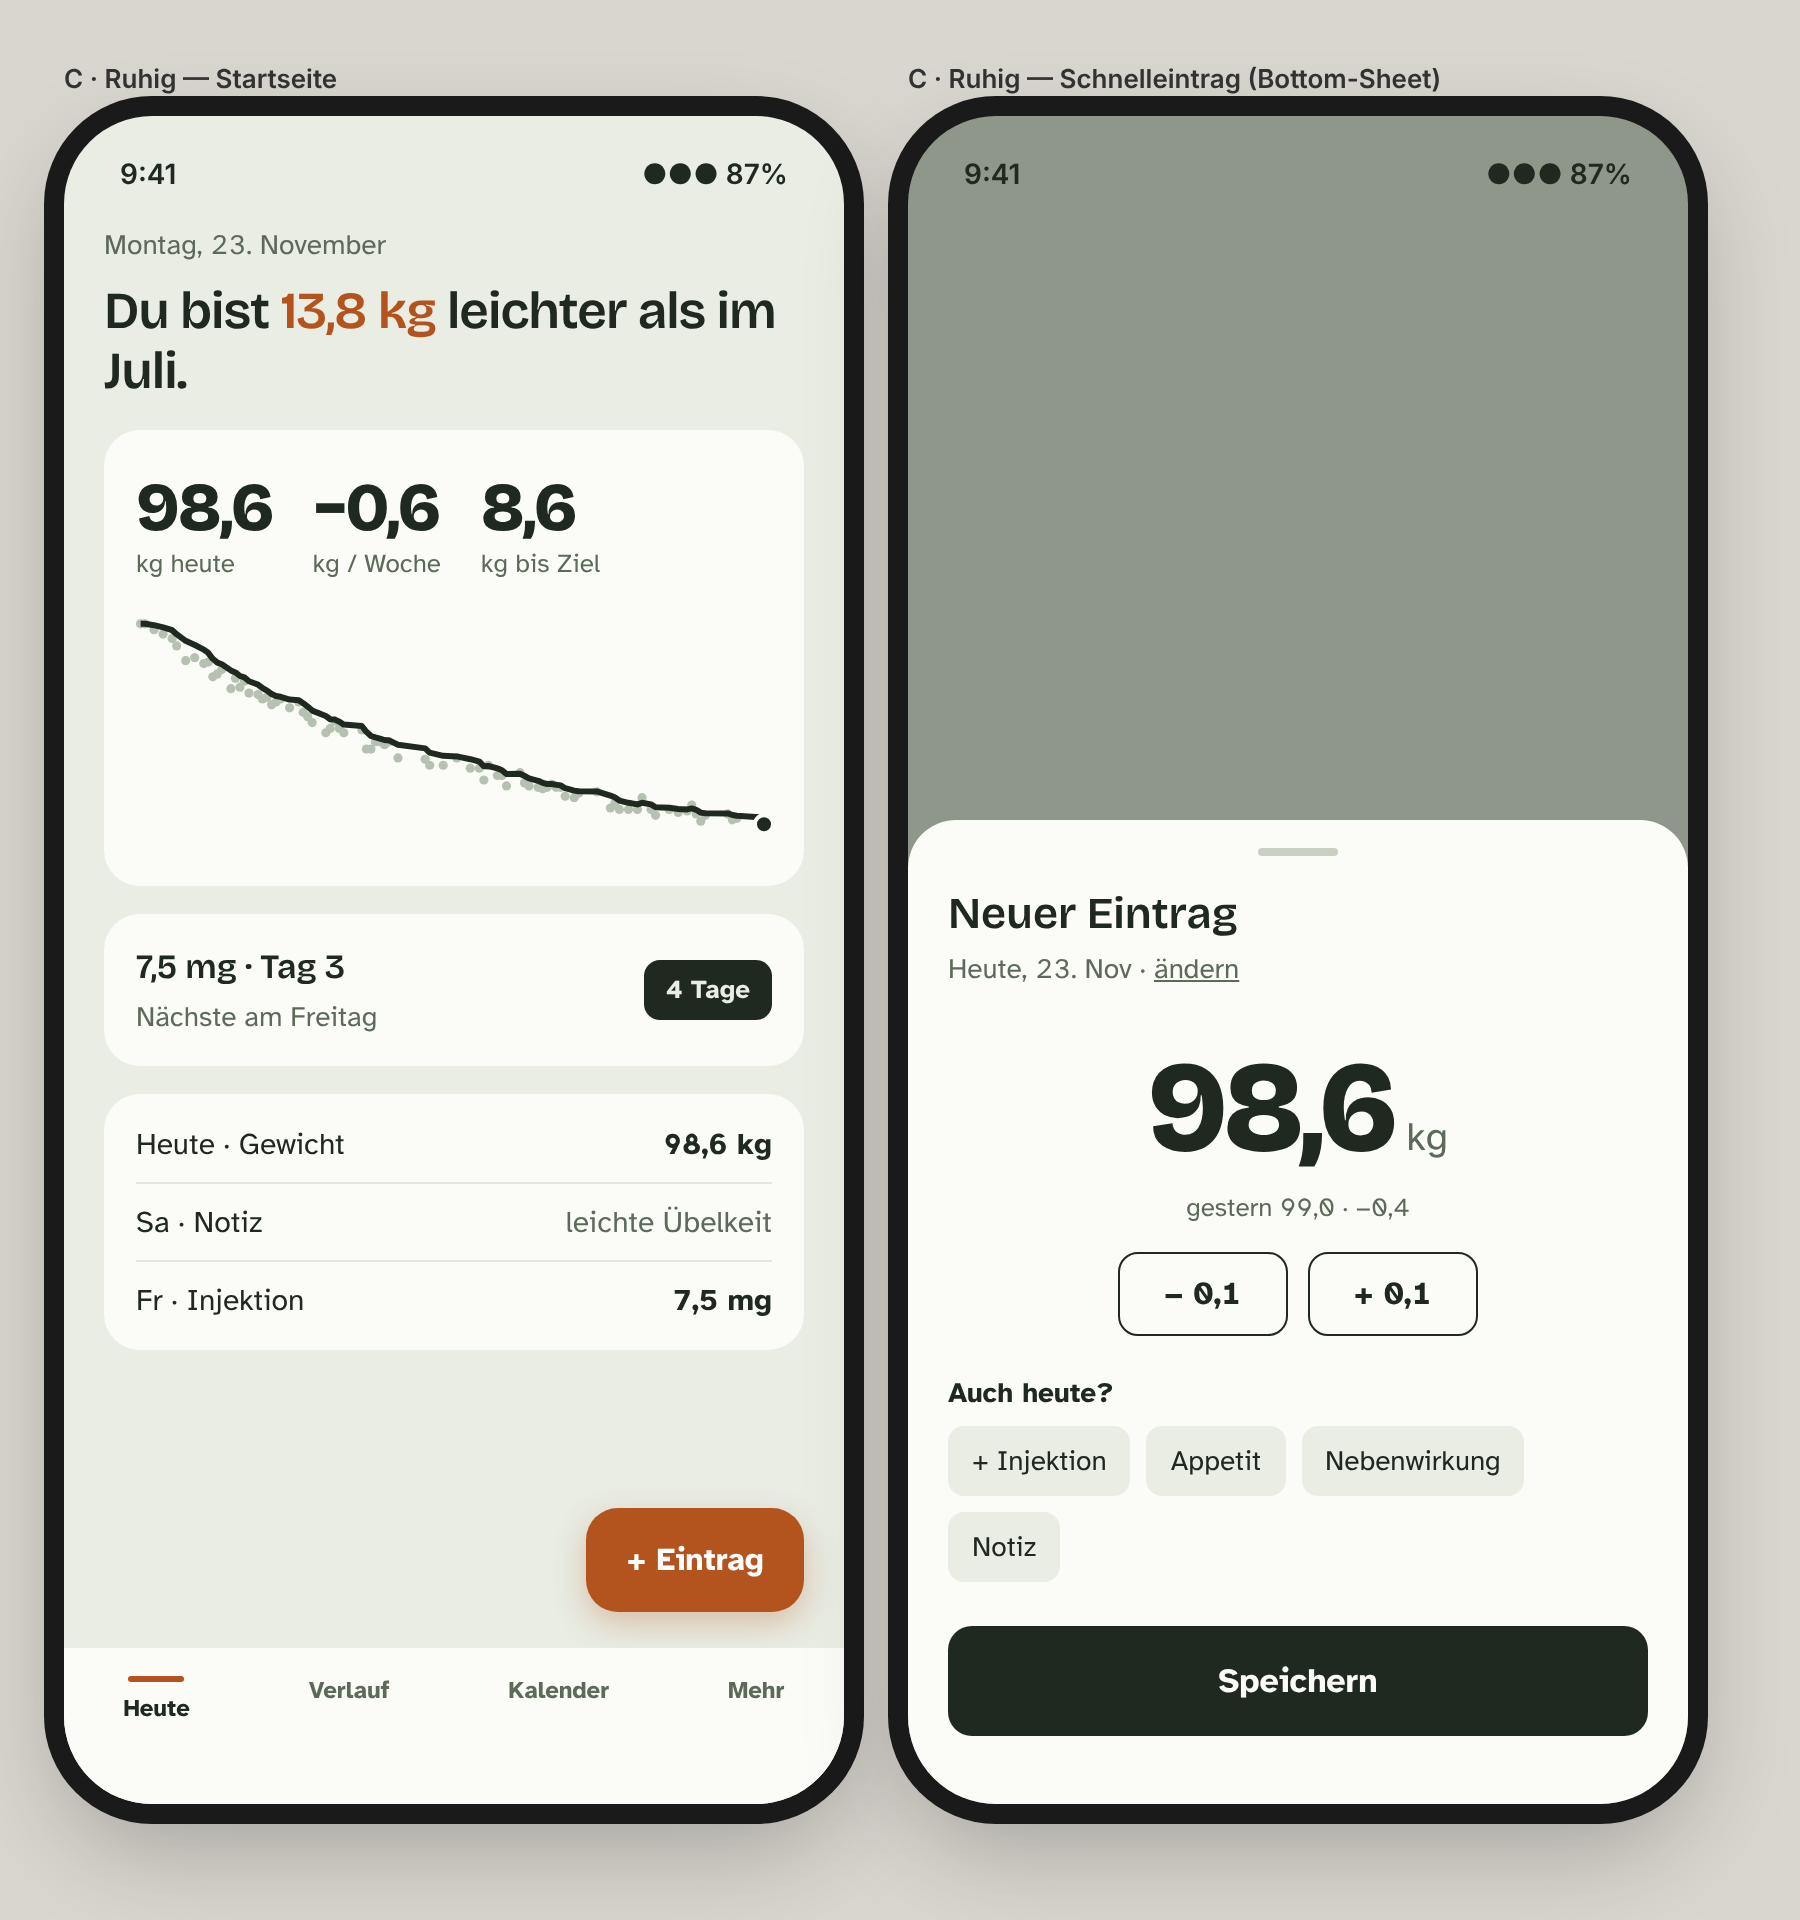 C · Ruhig — Startseite
9:41
87%
Montag, 23. November
Du bist 13,8 kg leichter als im
Juli.
98,6 −0,6 8,6
kg heute kg / Woche kg bis Ziel
7,5 mg · Tag 3
Nächste am Freitag
4 Tage
Heute · Gewicht 98,6 kg
Sa · Notiz leichte Übelkeit
Fr · Injektion 7,5 mg
+ Eintrag
Heute Verlauf Kalender Mehr
C · Ruhig — Schnelleintrag (Bottom-Sheet)
9:41
87%
Neuer Eintrag
Heute, 23. Nov · ändern
98,6 kg
gestern 99,0 · −0,4
− 0,1 + 0,1
Auch heute?
+ Injektion Appetit Nebenwirkung
Notiz
Speichern